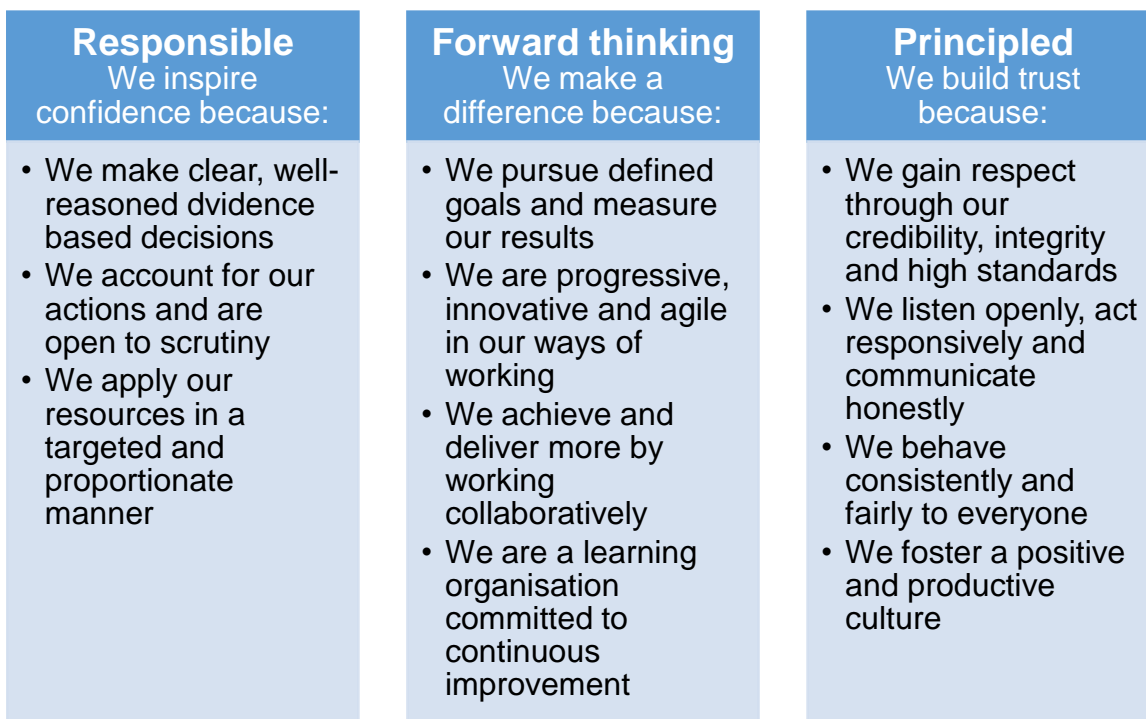 Responsible
We inspire
confidence because:
• We make clear, well-
reasoned dvidence
based decisions
• We account for our
actions and are
open to scrutiny
• We apply our
resources in a
targeted and
proportionate
manner
Forward thinking
We make a
difference because:
• We pursue defined
goals and measure
our results
• We are progressive,
innovative and agile
in our ways of
working
• We achieve and
deliver more by
working
collaboratively
• We are a learning
organisation
committed to
continuous
improvement
Principled
We build trust
because:
• We gain respect
through our
credibility, integrity
and high standards
• We listen openly, act
responsively and
communicate
honestly
• We behave
consistently and
fairly to everyone
• We foster a positive
and productive
culture